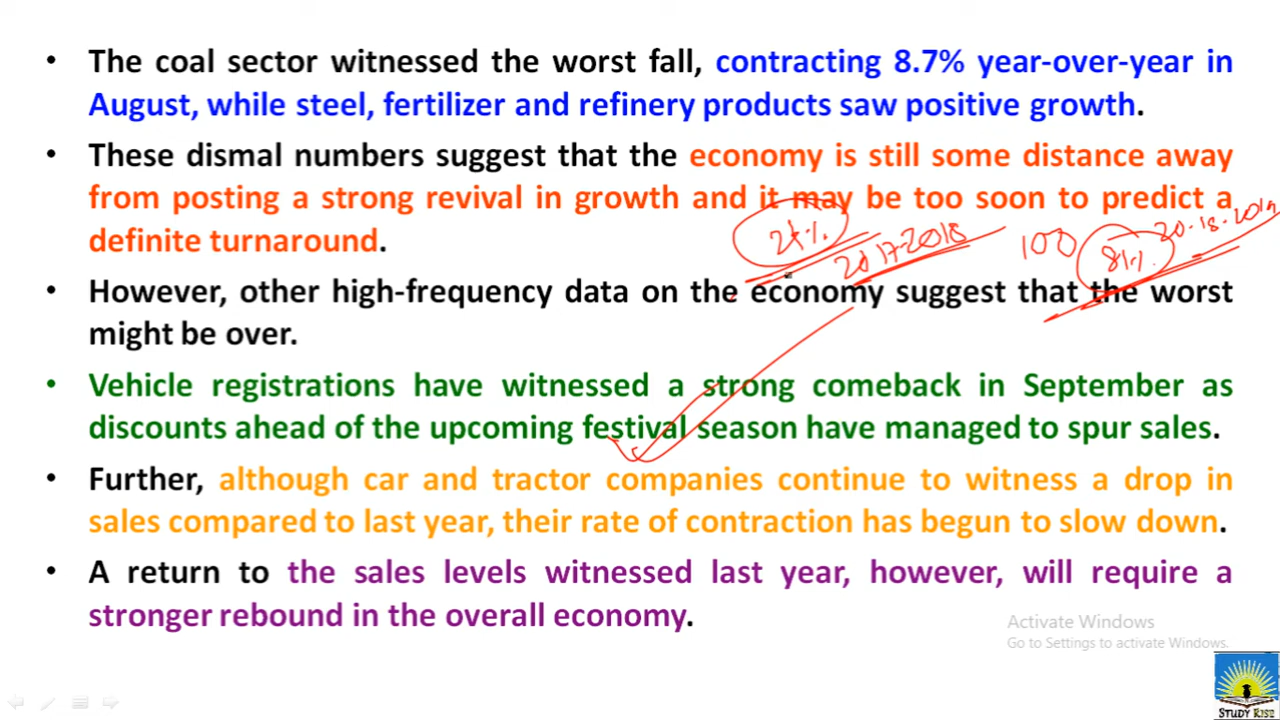 • The coal sector witnessed the worst fall, contracting 8.7% year-over-year in
August, while steel, fertilizer and refinery products saw positive growth.
• These dismal numbers suggest that the economy is still some distance away
from posting a strong revival in growth and it may be too soon to predict a
definite turnaround.
2017-2018 100 81%
• However, other high-frequency data on the economy suggest that the worst
might be over.
• Vehicle registrations have witnessed a strong comeback in September as
discounts ahead of the upcoming festival season have managed to spur sales.
• Further, although car and tractor companies continue to witness a drop in
sales compared to last year, their rate of contraction has begun to slow down.
• A return to the sales levels witnessed last year, however, will require a
stronger rebound in the overall economy.
Activate Windows
Go to Settings to activate Windows.
STUDY RISE